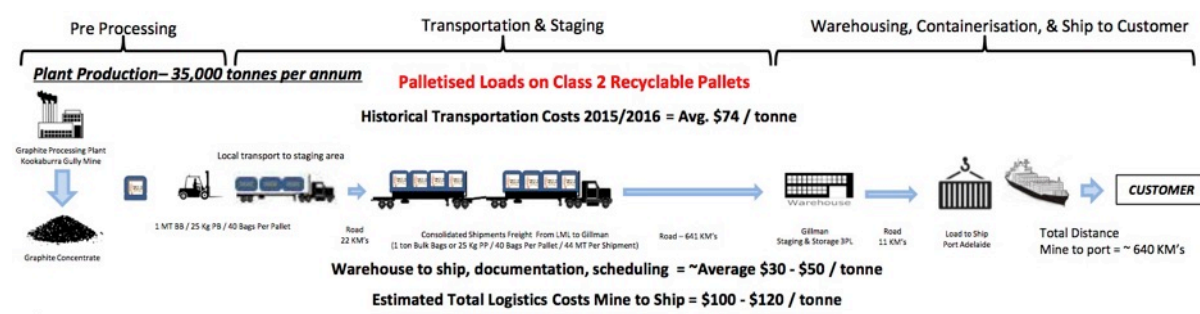 Pre Processing
Transportation & Staging
Warehousing, Containerisation, & Ship to Customer
Plant Production– 35,000 tonnes per annum
Palletised Loads on Class 2 Recyclable Pallets
Historical Transportation Costs 2015/2016 = Avg. $74 / tonne
Graphite Processing Plant
Kookaburra Gully Mine
Local transport to staging area
1 MT BB / 25 Kg PB / 40 Bags Per Pallet
Graphite Concentrate
Road
22 KM's
Consolidated Shipments Freight From LML to Gillman
(1 ton Bulk Bags or 25 Kg PP / 40 Bags Per Pallet / 44 MT Per Shipment)
Road – 641 KM's
Warehouse
Gillman
Staging & Storage 3PL
Road
11 KM's
Load to Ship
Port Adelaide
CUSTOMER
Total Distance
Mine to port = ~ 640 KM's
Warehouse to ship, documentation, scheduling = ~Average $30 - $50 / tonne
Estimated Total Logistics Costs Mine to Ship = $100 - $120 / tonne